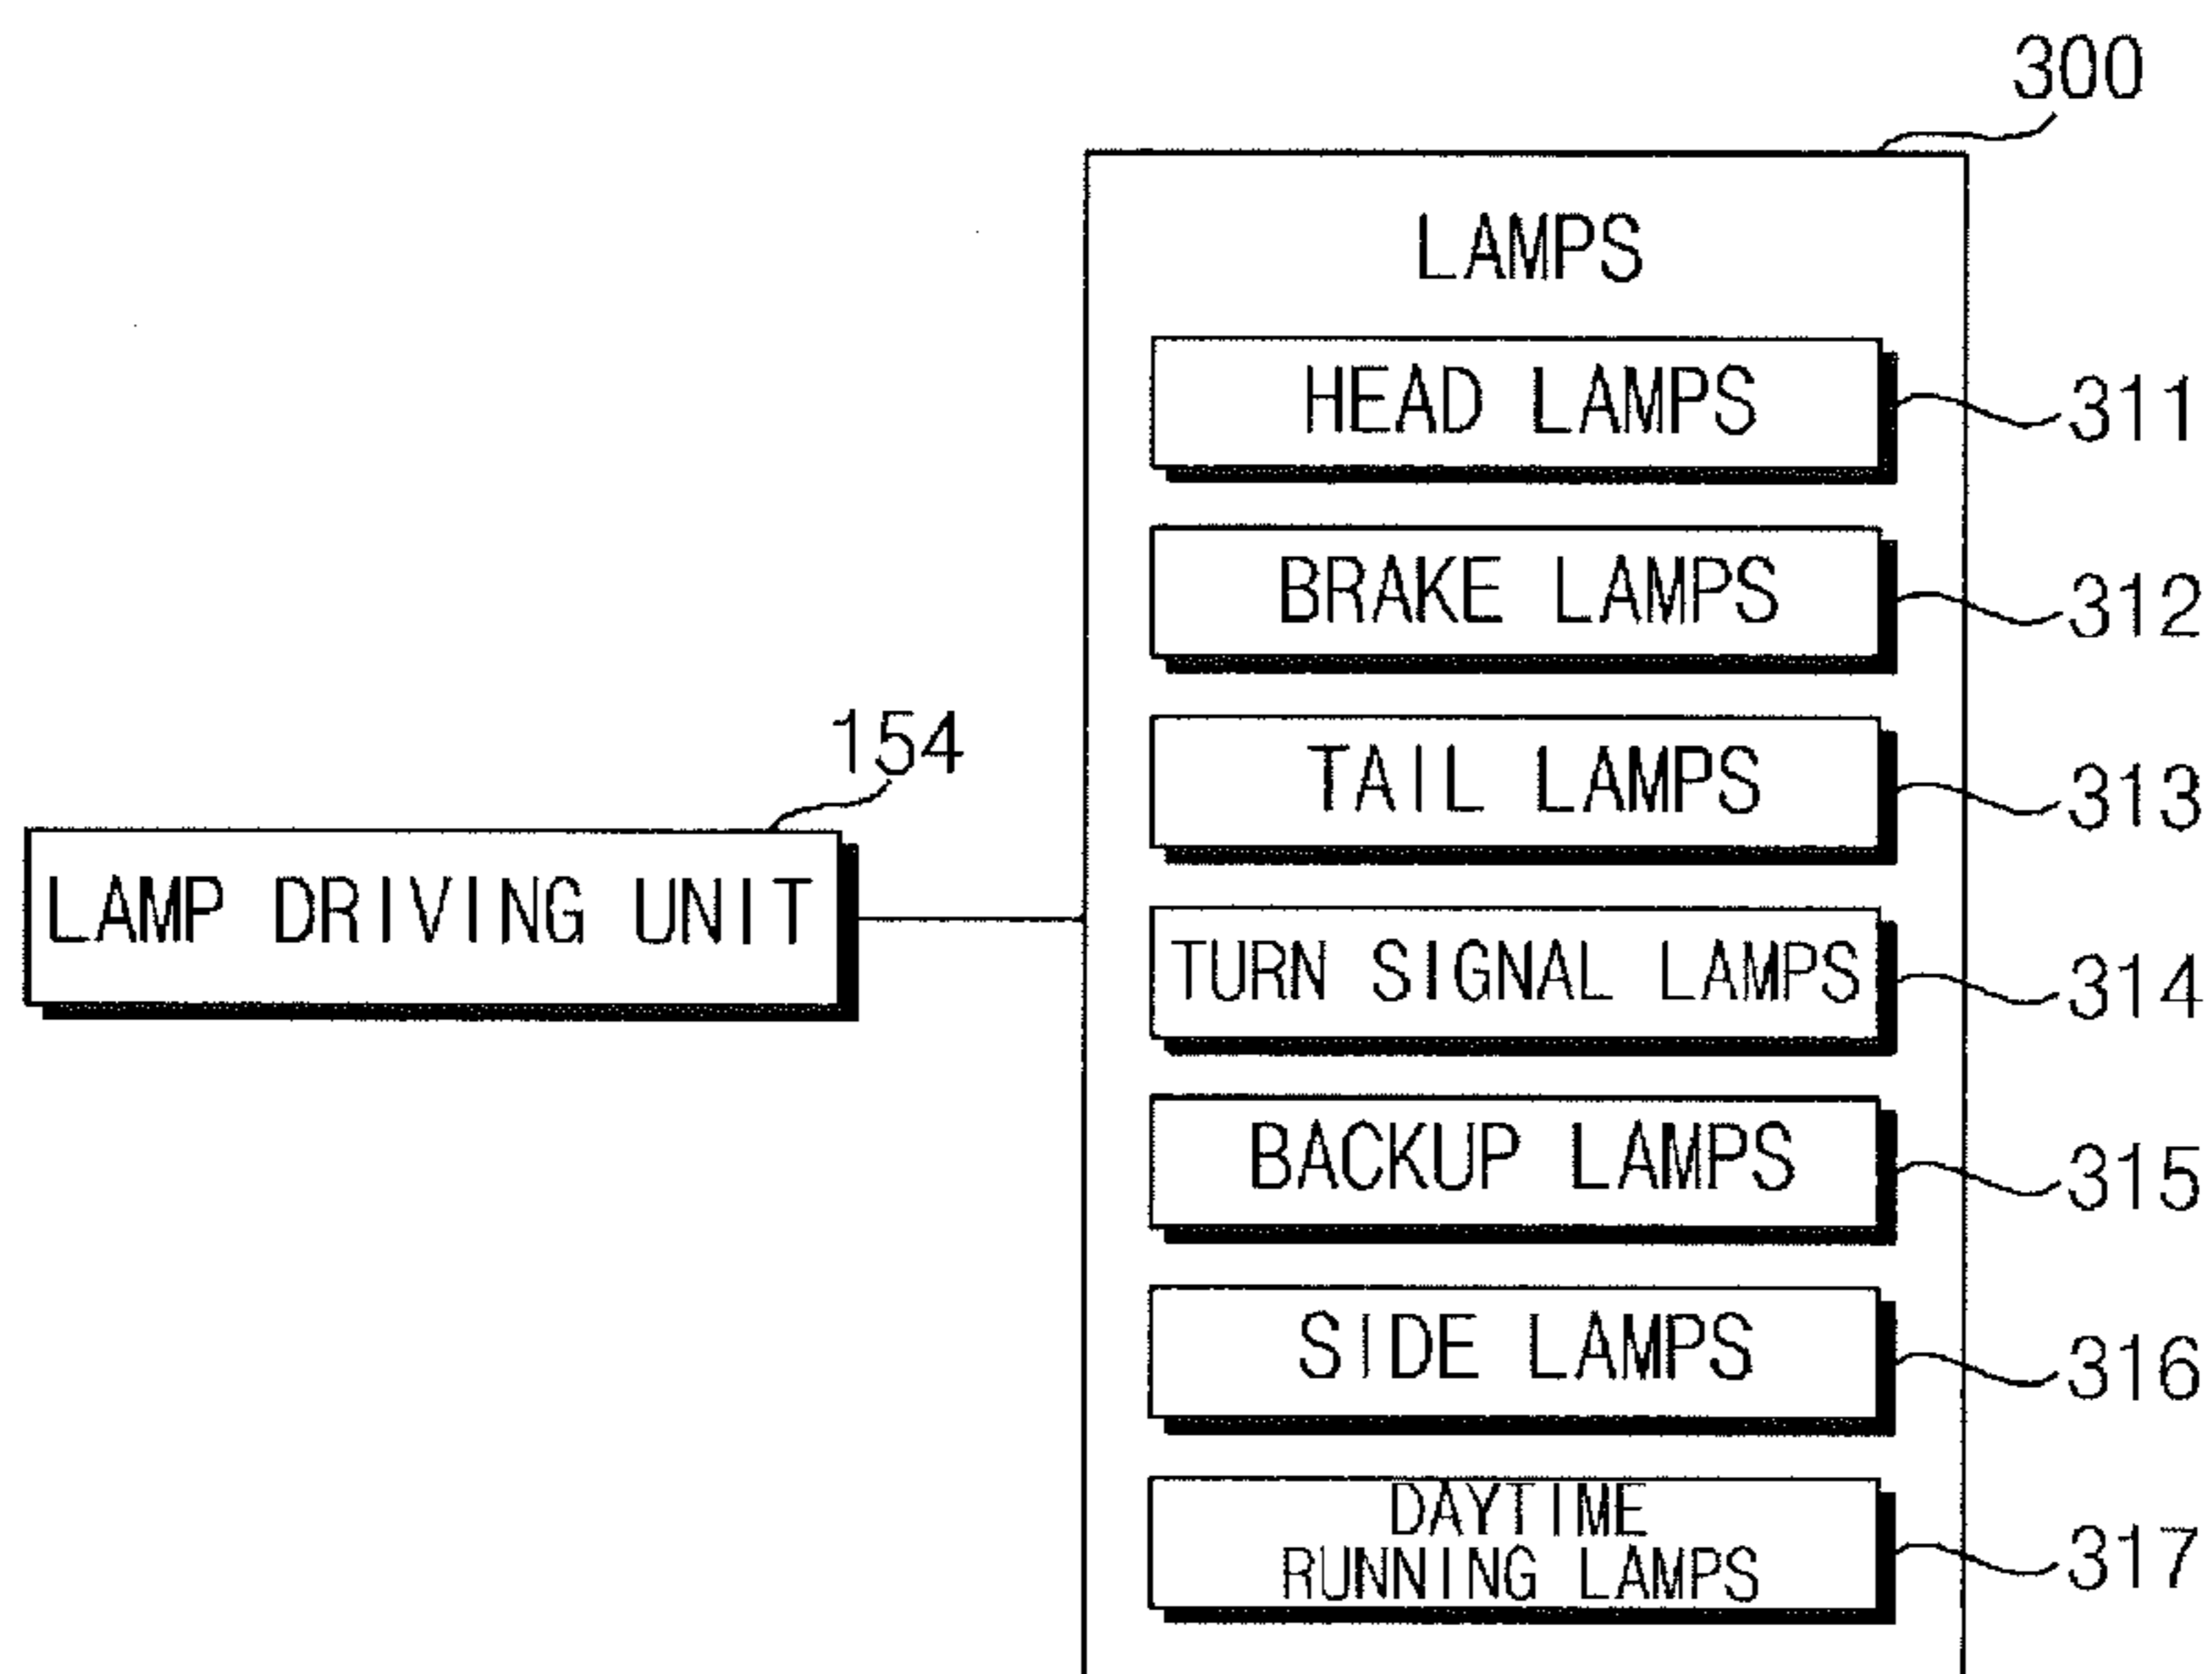 300
LAMPS
HEAD LAMPS
311
BRAKE LAMPS
312
TAIL LAMPS
313
154
LAMP DRIVING UNIT
TURN SIGNAL LAMPS
314
BACKUP LAMPS
315
SIDE LAMPS
316
DAYTIME
RUNNING LAMPS
317